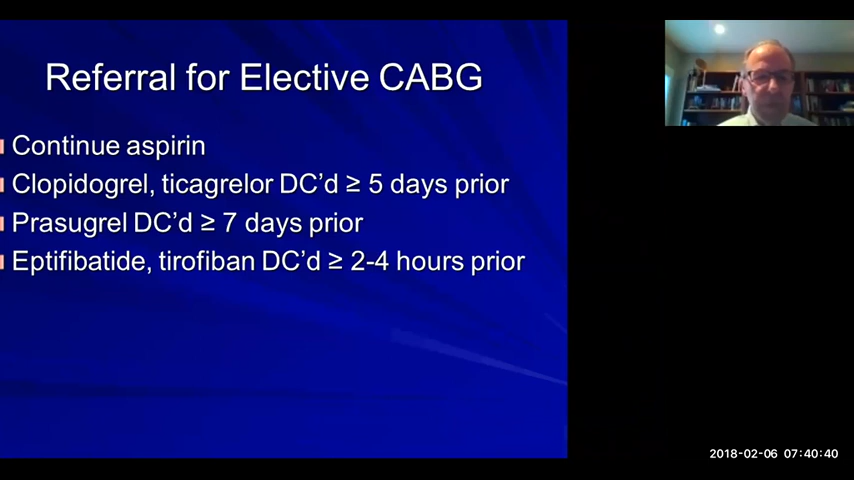 Referral for Elective CABG
Continue aspirin
Clopidogrel, ticagrelor DC'd ≥ 5 days prior
Prasugrel DC'd ≥ 7 days prior
Eptifibatide, tirofiban DC'd ≥ 2-4 hours prior
2018-02-06 07:40:40